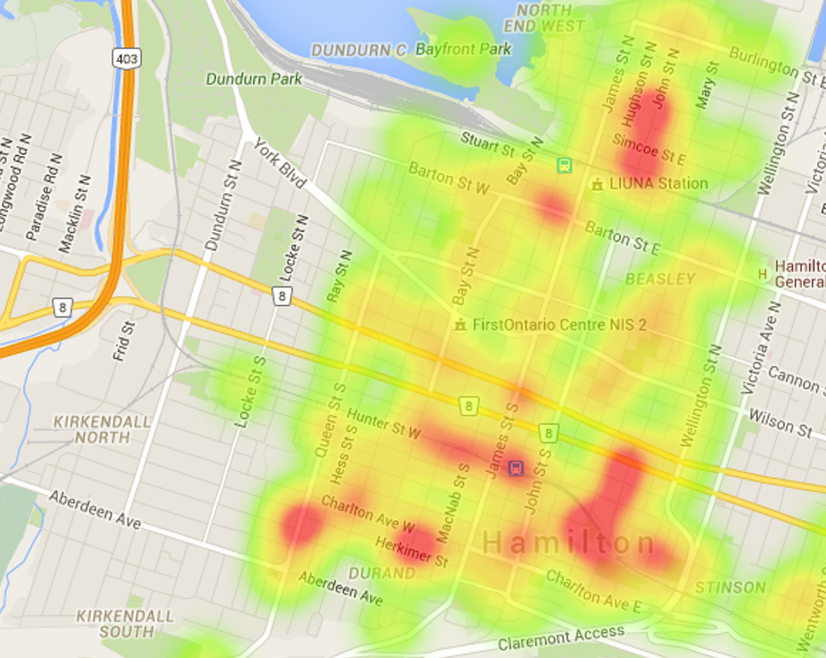 NORTH
END WEST
403
DUNDURN C
Bayfront Park
Burlington St E
James St N
Hughson St N
John St N
Mary St
Dundurn Park
Stuart St
Bay St N
Simcoe St E
Wellington St N
Victoria
York Blvd
Longwood Rd N
Paradise Rd N
Macklin St N
Dundurn St N
Barton St W
LIUNA Station
Locke St N
Barton St E
Ray St N
Bay St N
BEASLEY
H
Hamilto
General
8
8
FirstOntario Centre NIS 2
Victoria Ave N
Frid St
Wellington St N
Cannon S
Locke St S
8
Wilson St
Queen St S
Hunter St W
James St S
8
KIRKENDALL
NORTH
Hess St S
John St S
MacNab St S
Aberdeen Ave
Charlton Ave W
Herkimer St
Hamilton
DURAND
Aberdeen Ave
Charlton Ave E
STINSON
Wentworth S
KIRKENDALL
SOUTH
Claremont Access